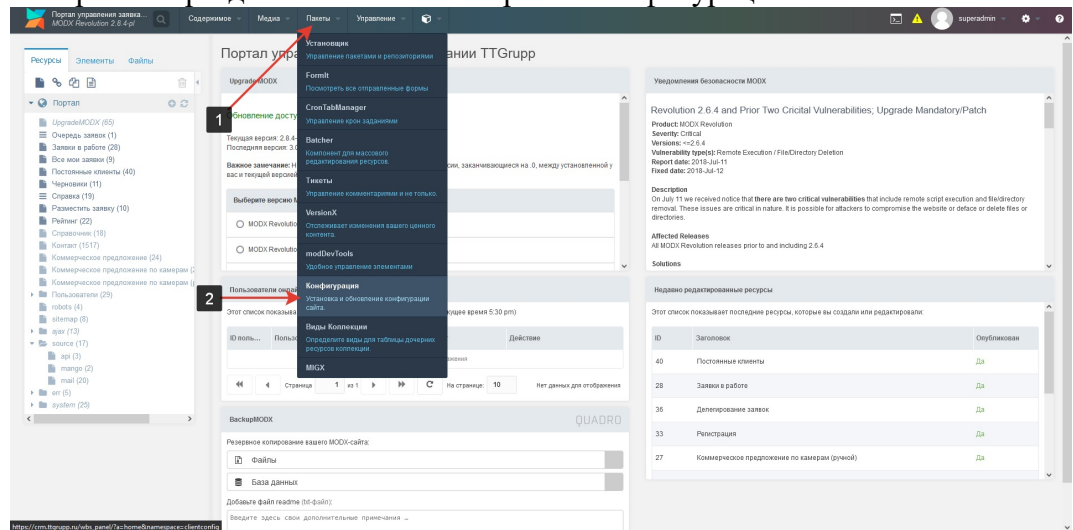 Портал управления заявка...
MODX Revolution 2.8.4-pl
Содержимое
Медиа
Пакеты
Управление
superadmin
Ресурсы
Элементы
Файлы
Портал
UpgradeMODX (65)
Очередь заявок (1)
Заявки в работе (28)
Все мои заявки (9)
Постоянные клиенты (40)
Черновики (11)
Справка (19)
Разместить заявку (10)
Рейтинг (22)
Справочник (18)
Контакт (1517)
Коммерческое предложение (24)
Коммерческое предложение по камерам (2
Коммерческое предложение по камерам (
Пользователи (29)
robots (4)
sitemap (8)
ajax (13)
source (17)
api (3)
mango (2)
mail (20)
err (5)
system (25)
1
2
Установщик
Управление пакетами и репозиториями
FormIt
Посмотреть все отправленные формы
CronTabManager
Управление крон заданиями
Batcher
Компонент для массового
редактирования ресурсов.
Тикеты
Управление комментариями и не только.
VersionX
Отслеживает изменения вашего ценного
контента.
modDevTools
Удобное управление элементами
Конфигурация
Установка и обновление конфигурации
сайта.
Виды Коллекции
Определите виды для таблицы дочерних
ресурсов коллекции.
MIGX
Портал упра
ании TTGrupp
Upgrade MODX
Обновление досту
Текущая версия: 2.8.4-
Последняя версия: 3.0
Важное замечание: Н
сии, заканчивающиеся на .0, между установленной у
вас и текущей версией
Выберите версию M
MODX Revolutio
MODX Revolutio
Пользователи онлай
Этот список показыва
кущее время 5:30 pm)
ID поль...
Польз
Действие
Страница
1
из 1
На странице:
10
Нет данных для отображения
BackupMODX
QUADRO
Резервное копирование вашего MODX-сайта:
Файлы
База данных
Добавьте файл readme (txt-файл):
Введите здесь свои дополнительные примечания …
Уведомления безопасности MODX
Revolution 2.6.4 and Prior Two Cricital Vulnerabilities; Upgrade Mandatory/Patch
Product: MODX Revolution
Severity: Critical
Versions: <=2.6.4
Vulnerability type(s): Remote Execution / File/Directory Deletion
Report date: 2018-Jul-11
Fixed date: 2018-Jul-12
Description
On July 11 we received notice that there are two critical vulnerabilities that include remote script execution and file/directory
removal. These issues are critical in nature. It is possible for attackers to compromise the website or deface or delete files or
directories.
Affected Releases
All MODX Revolution releases prior to and including 2.6.4
Solutions
Недавно редактированные ресурсы
Этот список показывает последние ресурсы, которые вы создали или редактировали.
ID
Заголовок
Опубликован
40
Постоянные клиенты
Да
28
Заявки в работе
Да
36
Делегирование заявок
Да
33
Регистрация
Да
27
Коммерческое предложение по камерам (ручной)
Да
https://crm.ttgrupp.ru/wbs_panel/?a=home&namespace=clientconfig